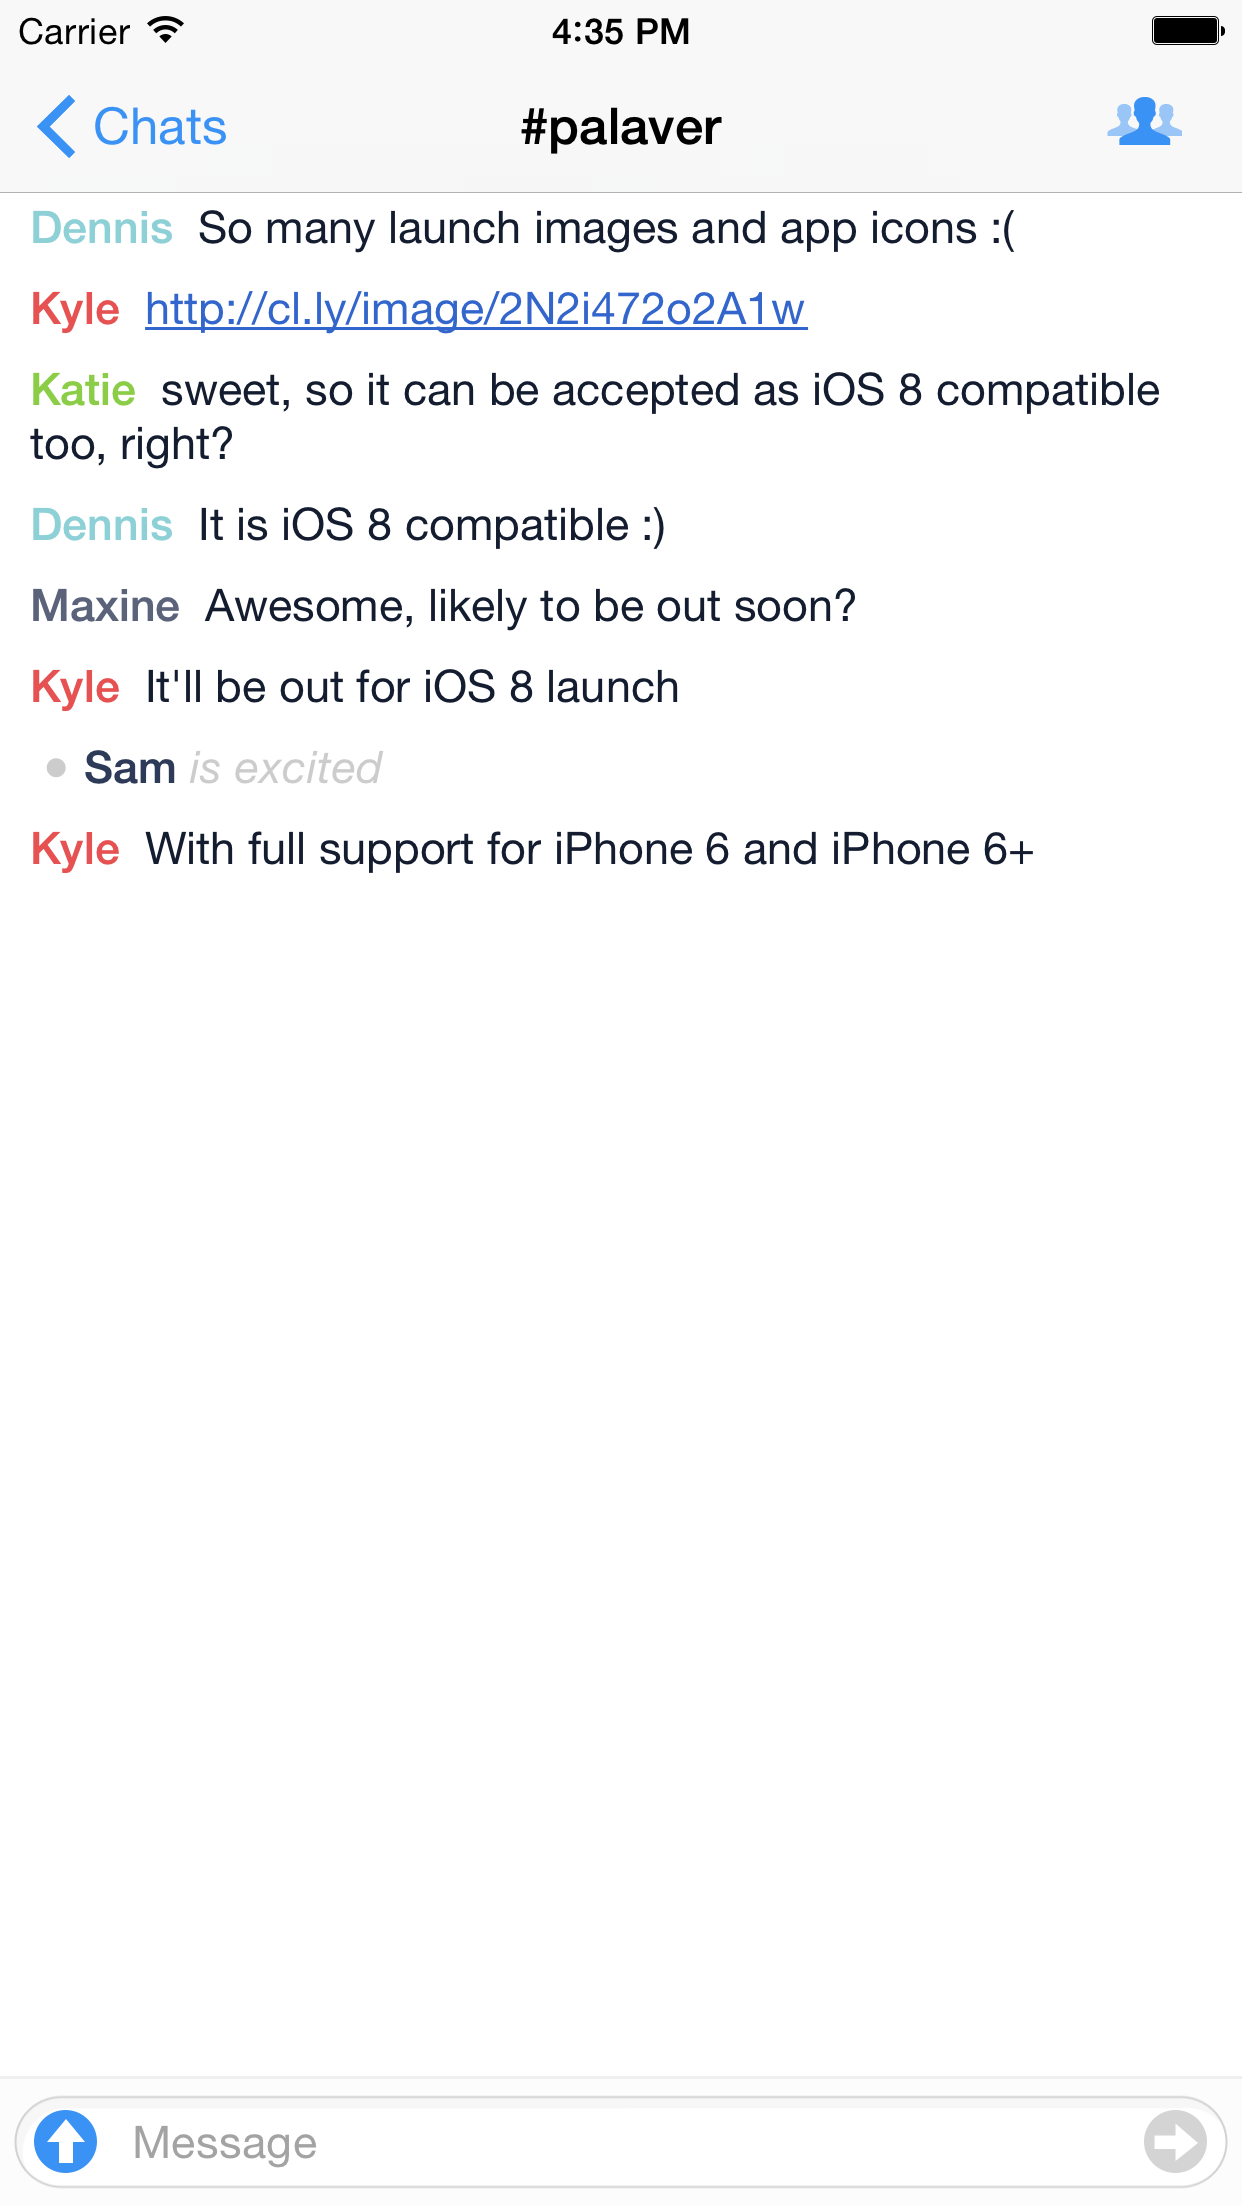 Carrier 4:35 PM
Chats #palaver
Dennis So many launch images and app icons :(
Kyle http://cl.ly/image/2N2i472o2A1w
Katie sweet, so it can be accepted as iOS 8 compatible
too, right?
Dennis It is iOS 8 compatible :)
Maxine Awesome, likely to be out soon?
Kyle It'll be out for iOS 8 launch
• Sam is excited
Kyle With full support for iPhone 6 and iPhone 6+
Message